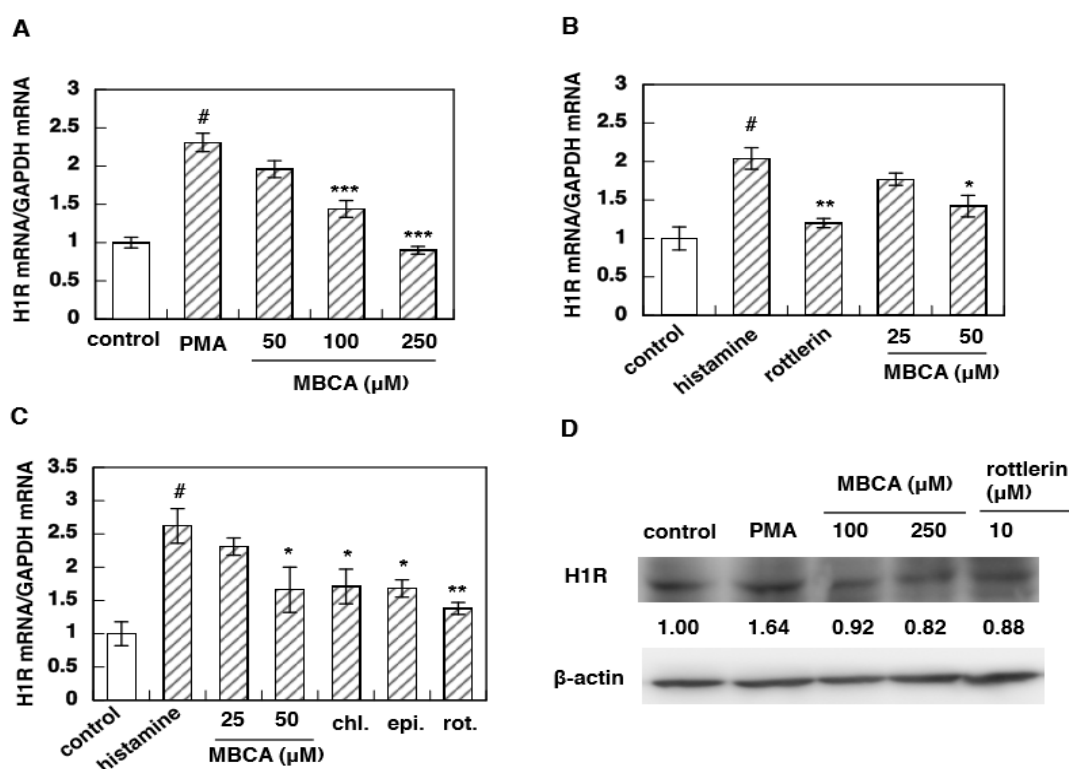 A
H1R mRNA/GAPDH mRNA
3
2.5
2
1.5
1
0.5
0
#
***
***
control PMA 50 100 250
MBCA (µM)
B
H1R mRNA/GAPDH mRNA
3
2.5
2
1.5
1
0.5
0
#
**
*
control histamine rottlerin 25 50
MBCA (µM)
C
H1R mRNA/GAPDH mRNA
3.5
3
2.5
2
1.5
1
0.5
0
#
*
*
*
**
control histamine 25 50 chl. epi. rot.
MBCA (µM)
D
MBCA (µM) rottlerin
(µM)
control PMA 100 250 10
H1R
1.00 1.64 0.92 0.82 0.88
β-actin